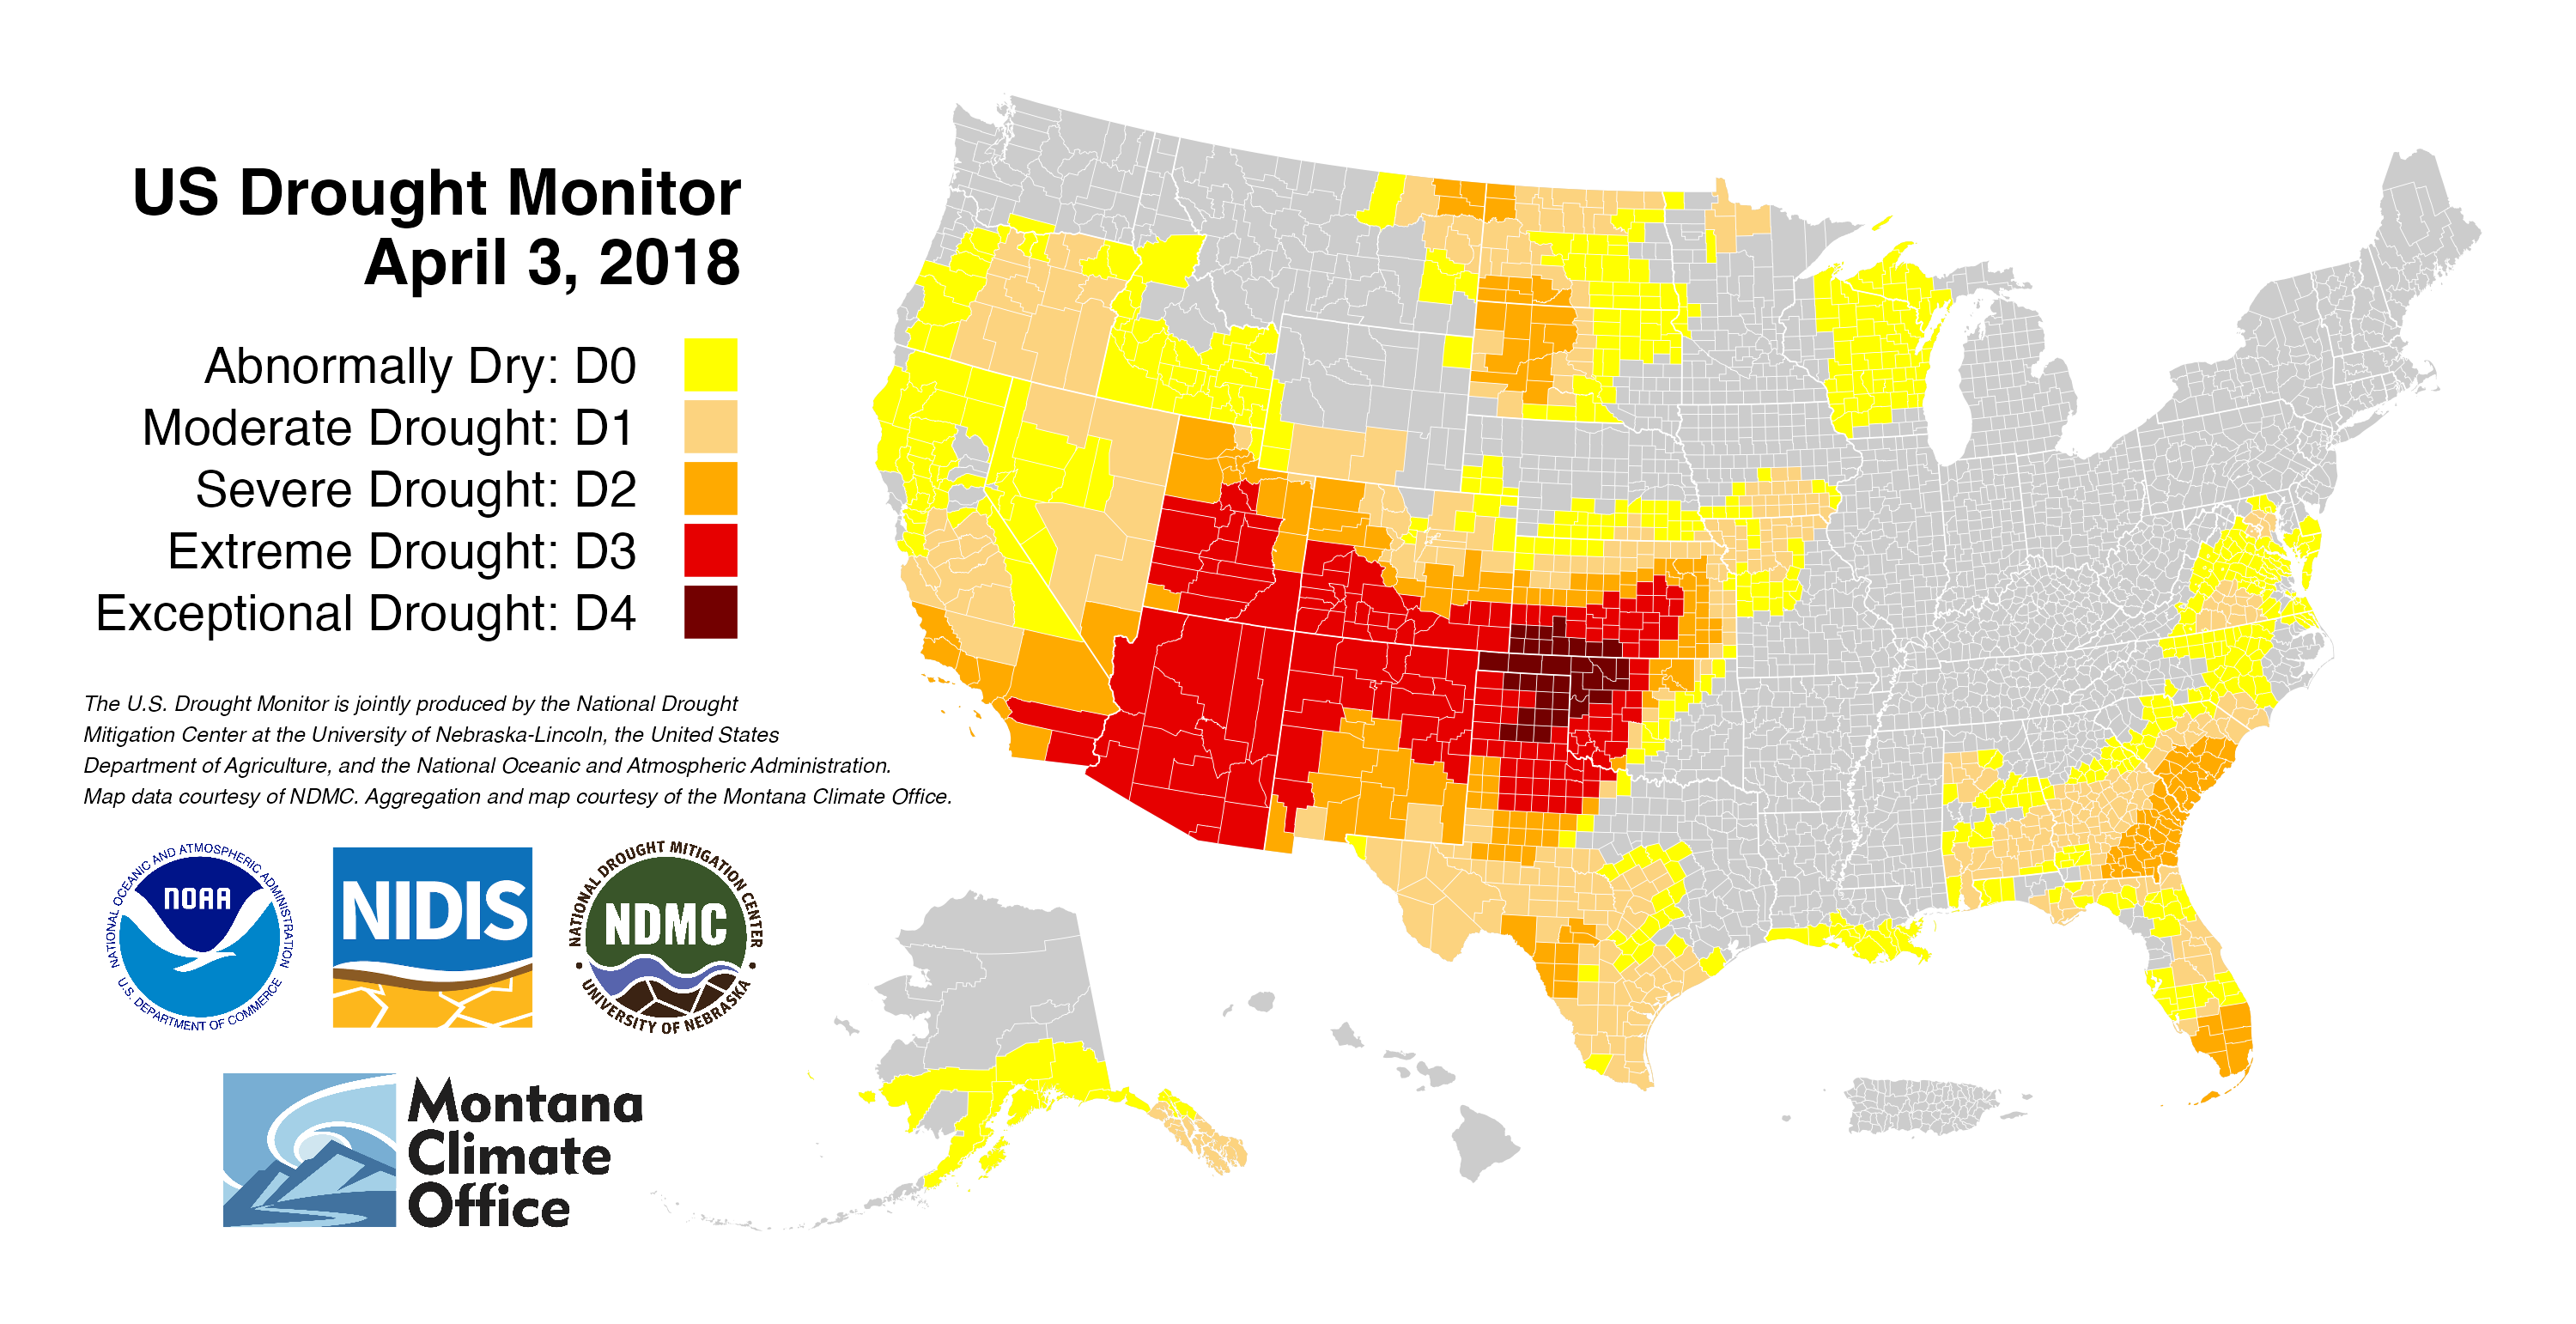 US Drought Monitor
April 3, 2018
Abnormally Dry: D0
Moderate Drought: D1
Severe Drought: D2
Extreme Drought: D3
Exceptional Drought: D4
The U.S. Drought Monitor is jointly produced by the National Drought
Mitigation Center at the University of Nebraska-Lincoln, the United States
Department of Agriculture, and the National Oceanic and Atmospheric Administration.
Map data courtesy of NDMC. Aggregation and map courtesy of the Montana Climate Office.
NATIONAL OCEANIC AND ATMOSPHERIC ADMINISTRATION
NOAA
U.S. DEPARTMENT OF COMMERCE
NIDIS
NATIONAL DROUGHT MITIGATION CENTER
NDMC
UNIVERSITY OF NEBRASKA
Montana
Climate
Office